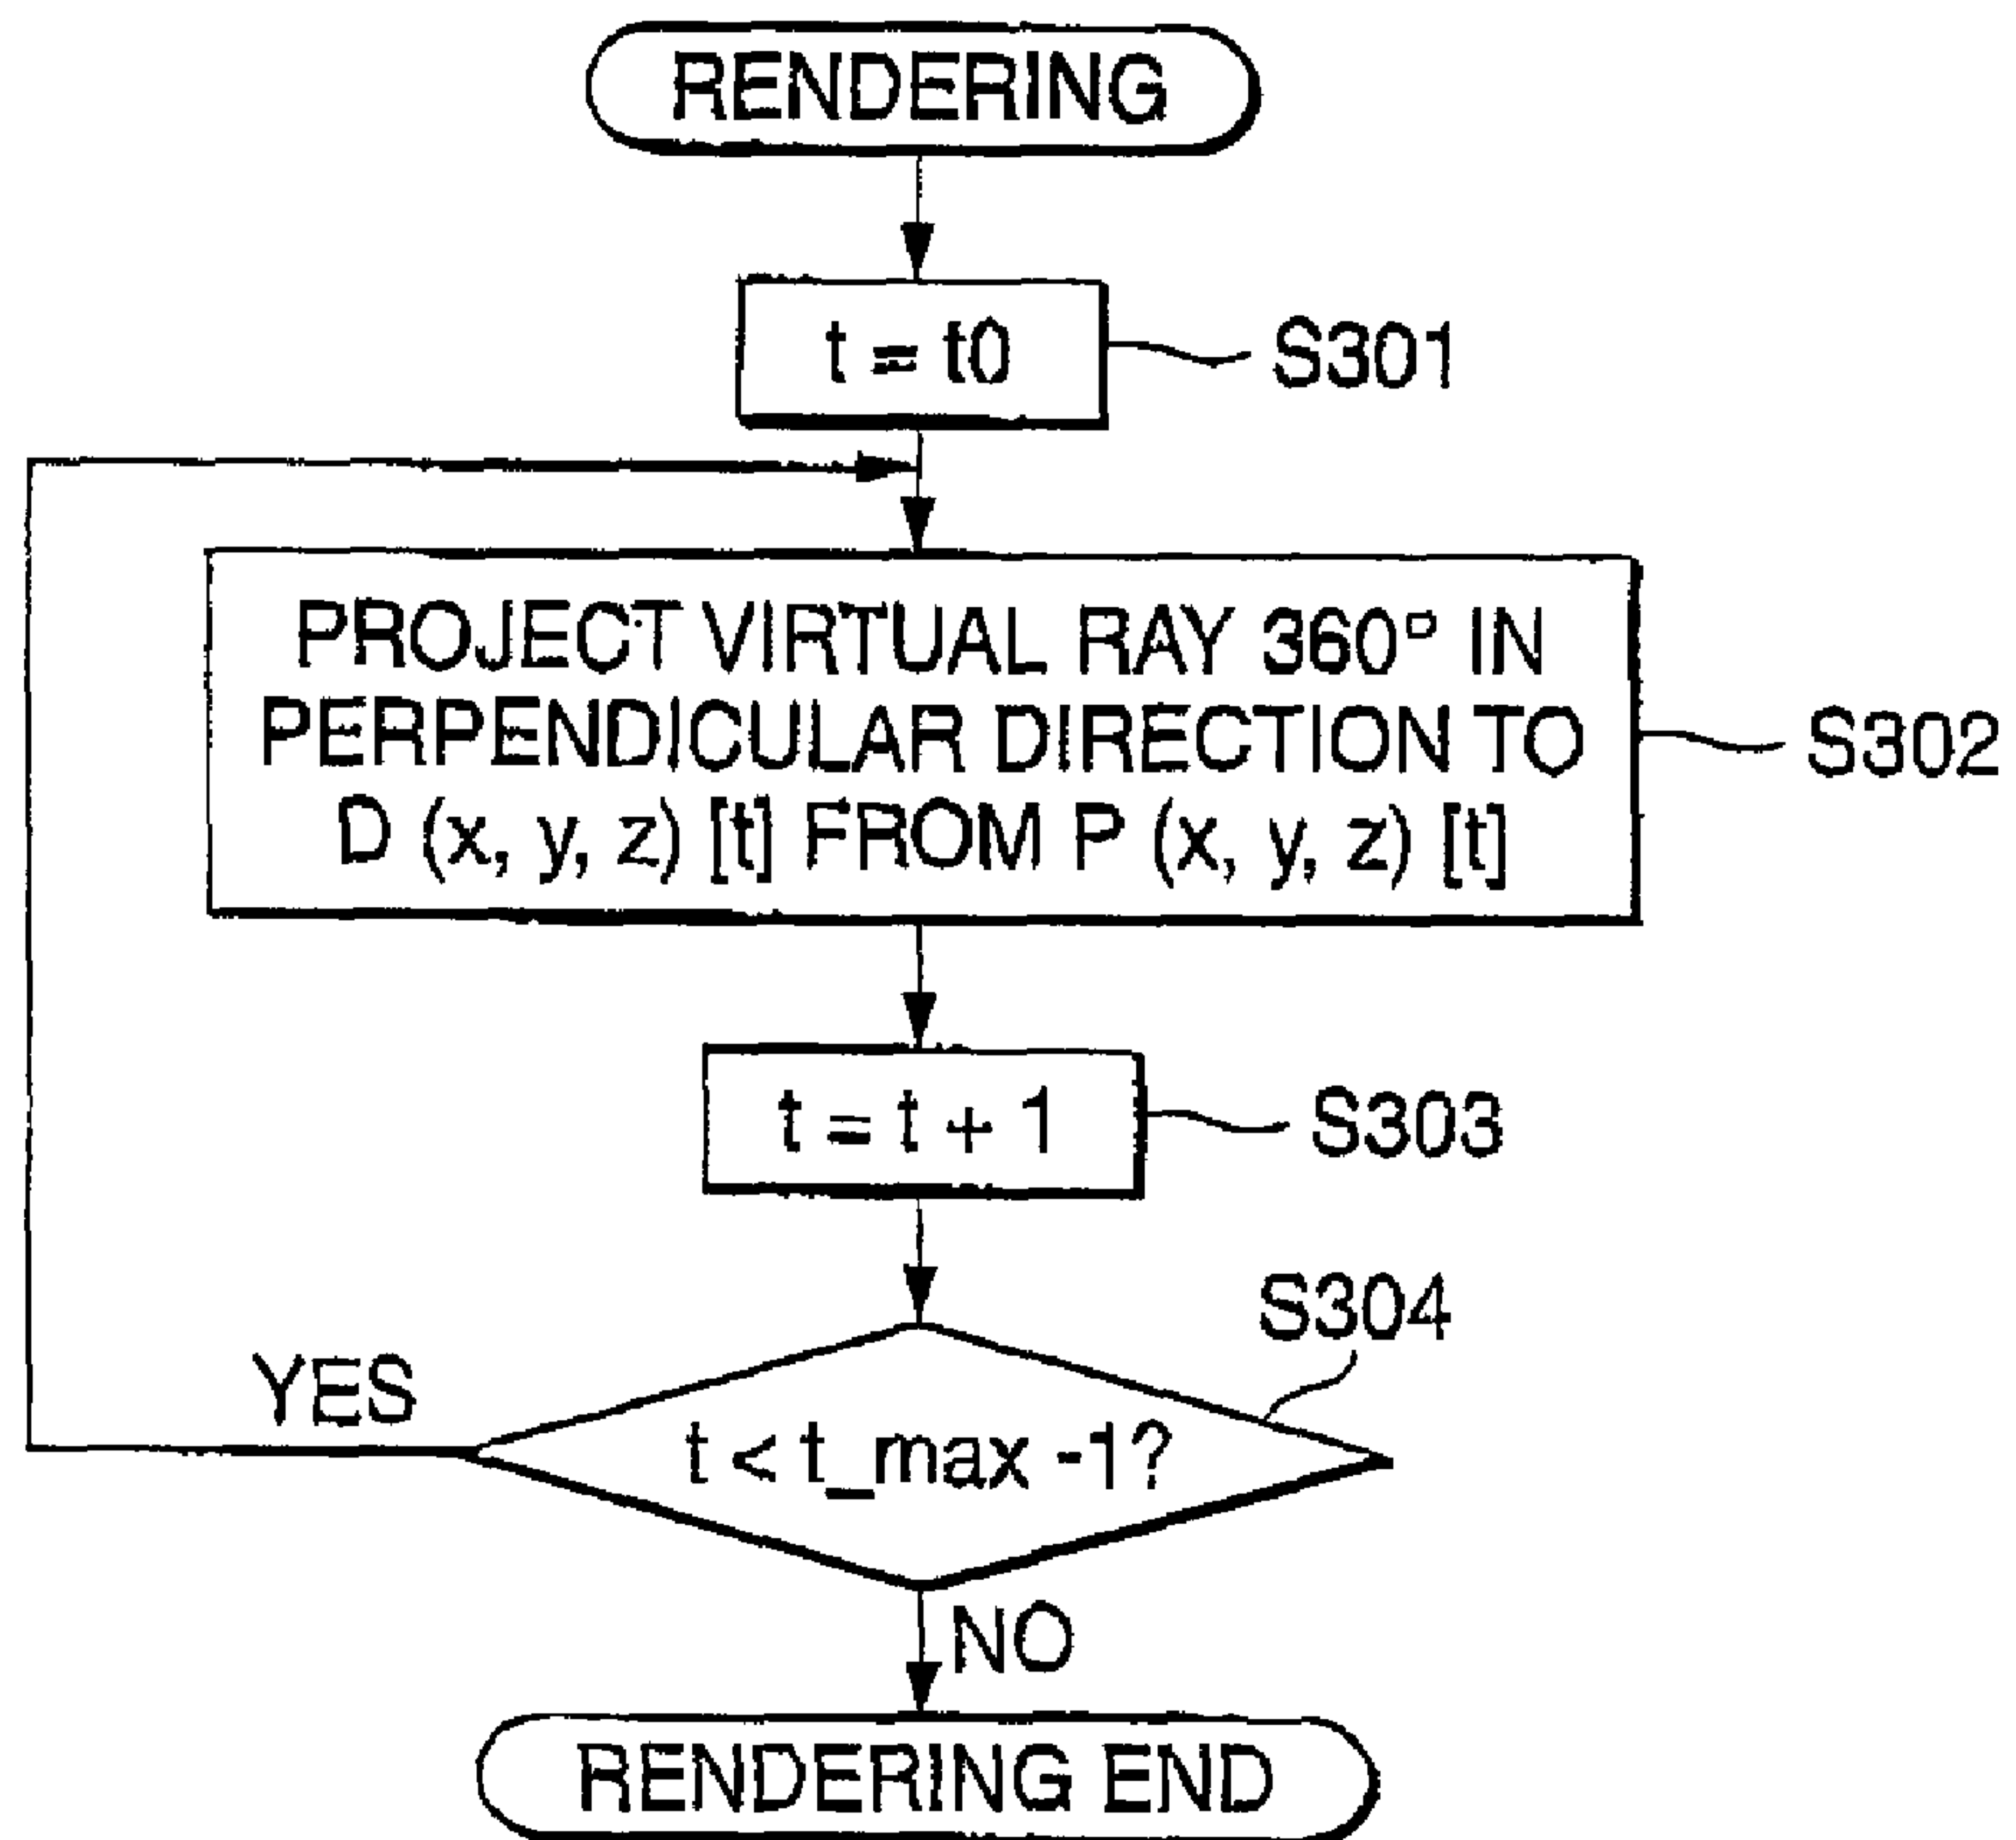 RENDERING
t = t0
S301
PROJECT VIRTUAL RAY 360° IN
PERPENDICULAR DIRECTION TO
D (x, y, z) [t] FROM P (x, y, z) [t]
S302
t = t + 1
S303
S304
YES
t < t_max -1?
NO
RENDERING END